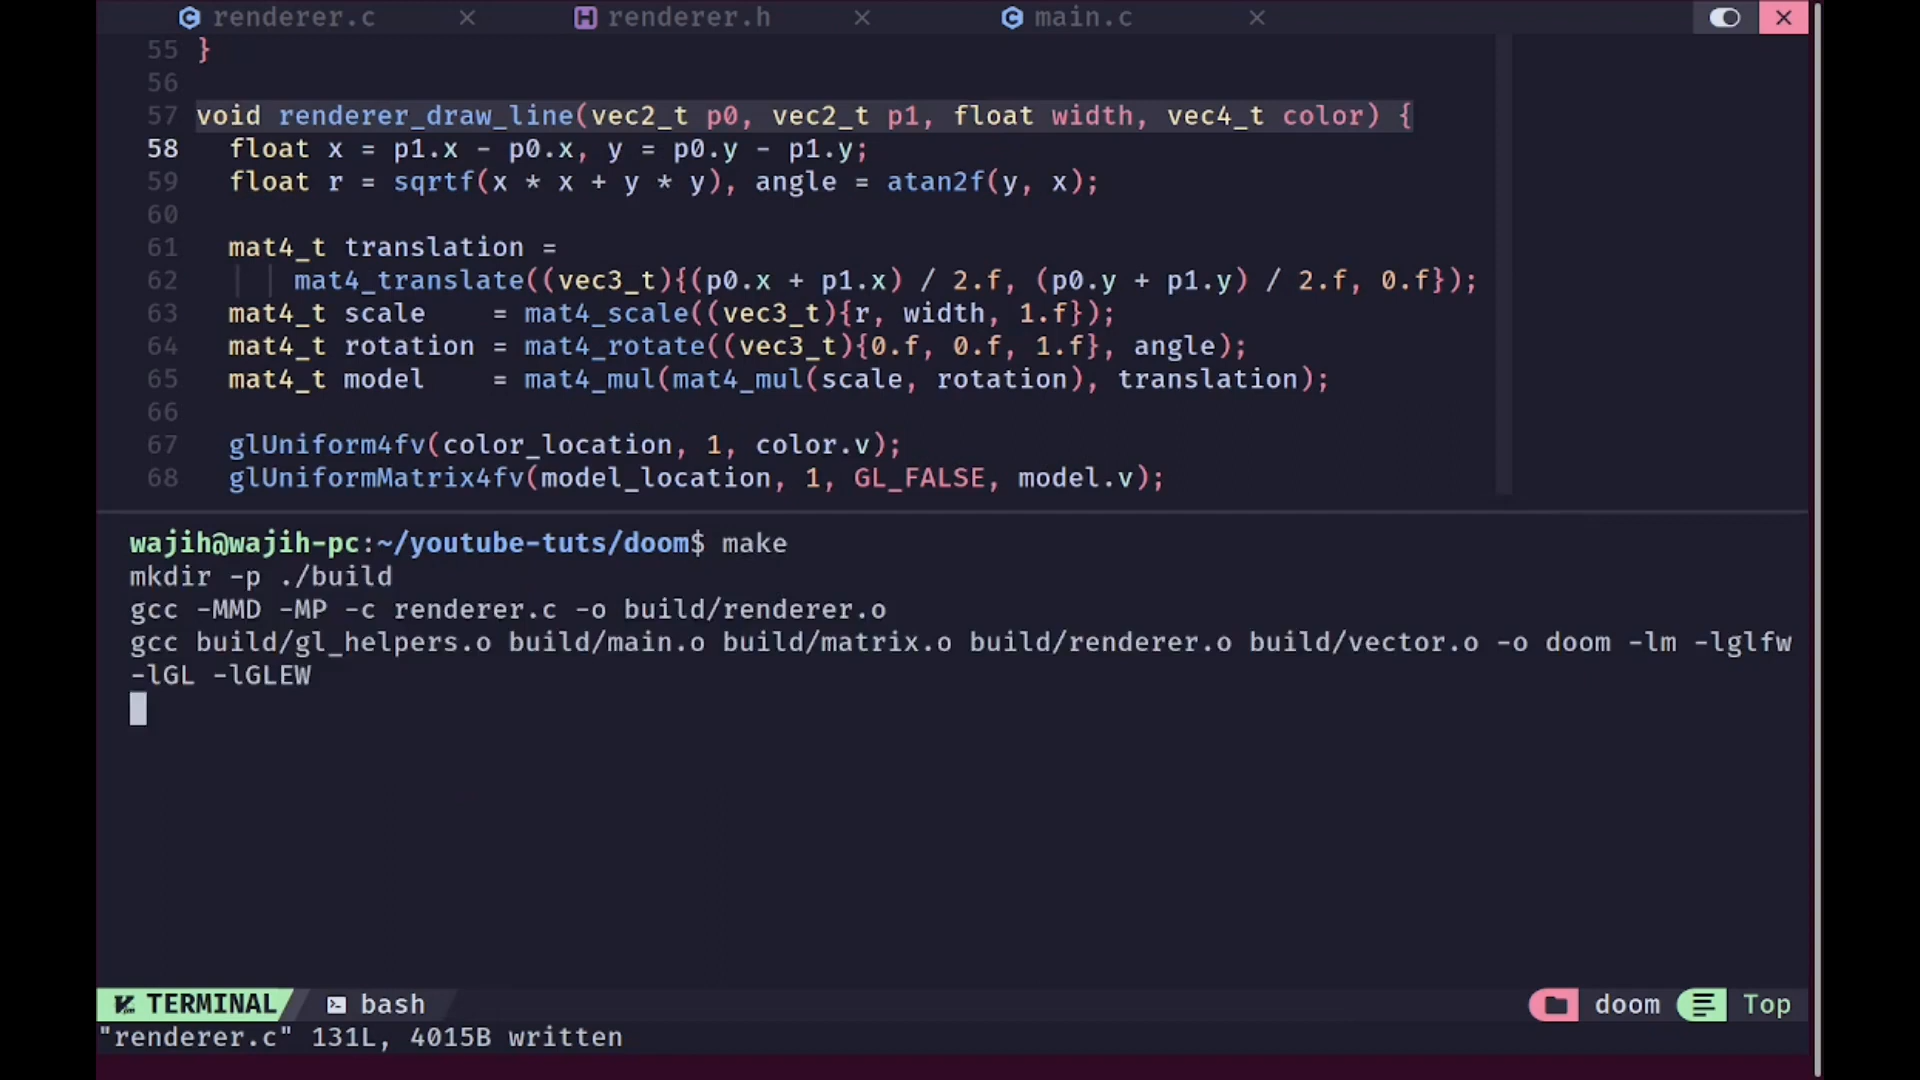 renderer.c × renderer.h × main.c ×
55 }
56
57 void renderer_draw_line(vec2_t p0, vec2_t p1, float width, vec4_t color) {
58 float x = p1.x - p0.x, y = p0.y - p1.y;
59 float r = sqrtf(x * x + y * y), angle = atan2f(y, x);
60
61 mat4_t translation =
62 mat4_translate((vec3_t){(p0.x + p1.x) / 2.f, (p0.y + p1.y) / 2.f, 0.f});
63 mat4_t scale    = mat4_scale((vec3_t){r, width, 1.f});
64 mat4_t rotation = mat4_rotate((vec3_t){0.f, 0.f, 1.f}, angle);
65 mat4_t model    = mat4_mul(mat4_mul(scale, rotation), translation);
66
67 glUniform4fv(color_location, 1, color.v);
68 glUniformMatrix4fv(model_location, 1, GL_FALSE, model.v);
wajih@wajih-pc:~/youtube-tuts/doom$ make
mkdir -p ./build
gcc -MMD -MP -c renderer.c -o build/renderer.o
gcc build/gl_helpers.o build/main.o build/matrix.o build/renderer.o build/vector.o -o doom -lm -lglfw
-lGL -lGLEW
TERMINAL bash doom Top
"renderer.c" 131L, 4015B written